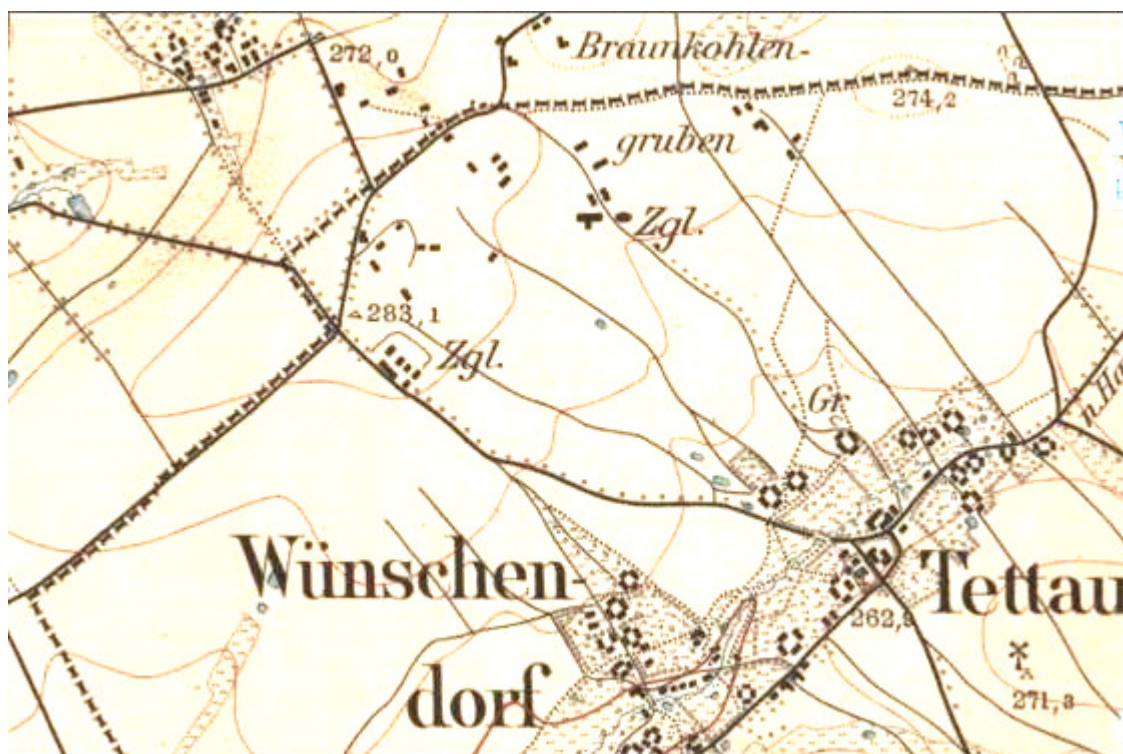 272,0
Braunkohlen-
274,2
gruben
Zgl.
283,1
Zgl.
Gr.
n.Ha
Wünschen-
Tettau
262,9
dorf
271,3